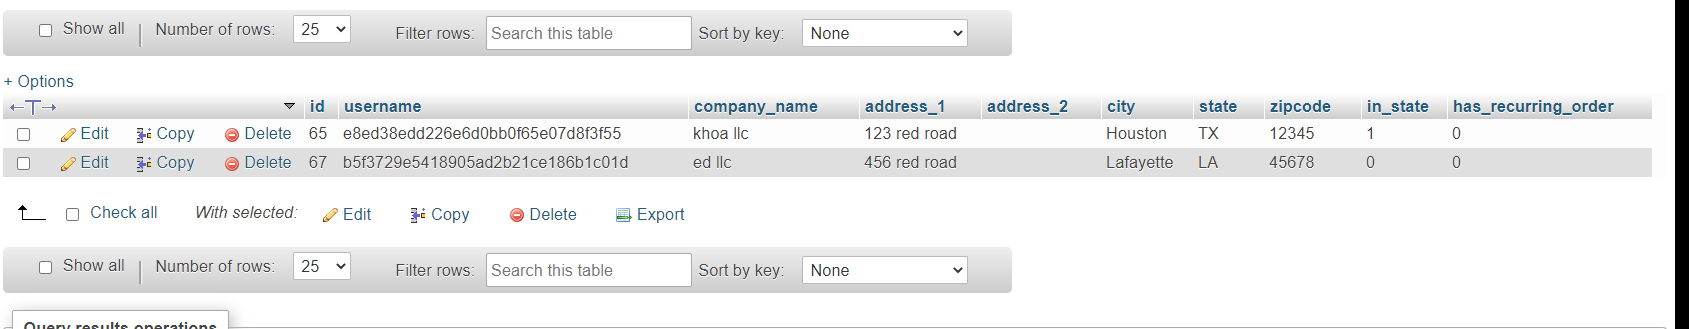 Show all Number of rows: 25 Filter rows: Search this table Sort by key: None
+ Options
id username company_name address_1 address_2 city state zipcode in_state has_recurring_order
Edit Copy Delete 65 e8ed38edd226e6d0bb0f65e07d8f3f55 khoa llc 123 red road Houston TX 12345 1 0
Edit Copy Delete 67 b5f3729e5418905ad2b21ce186b1c01d ed llc 456 red road Lafayette LA 45678 0 0
Check all With selected: Edit Copy Delete Export
Show all Number of rows: 25 Filter rows: Search this table Sort by key: None
Query results operations